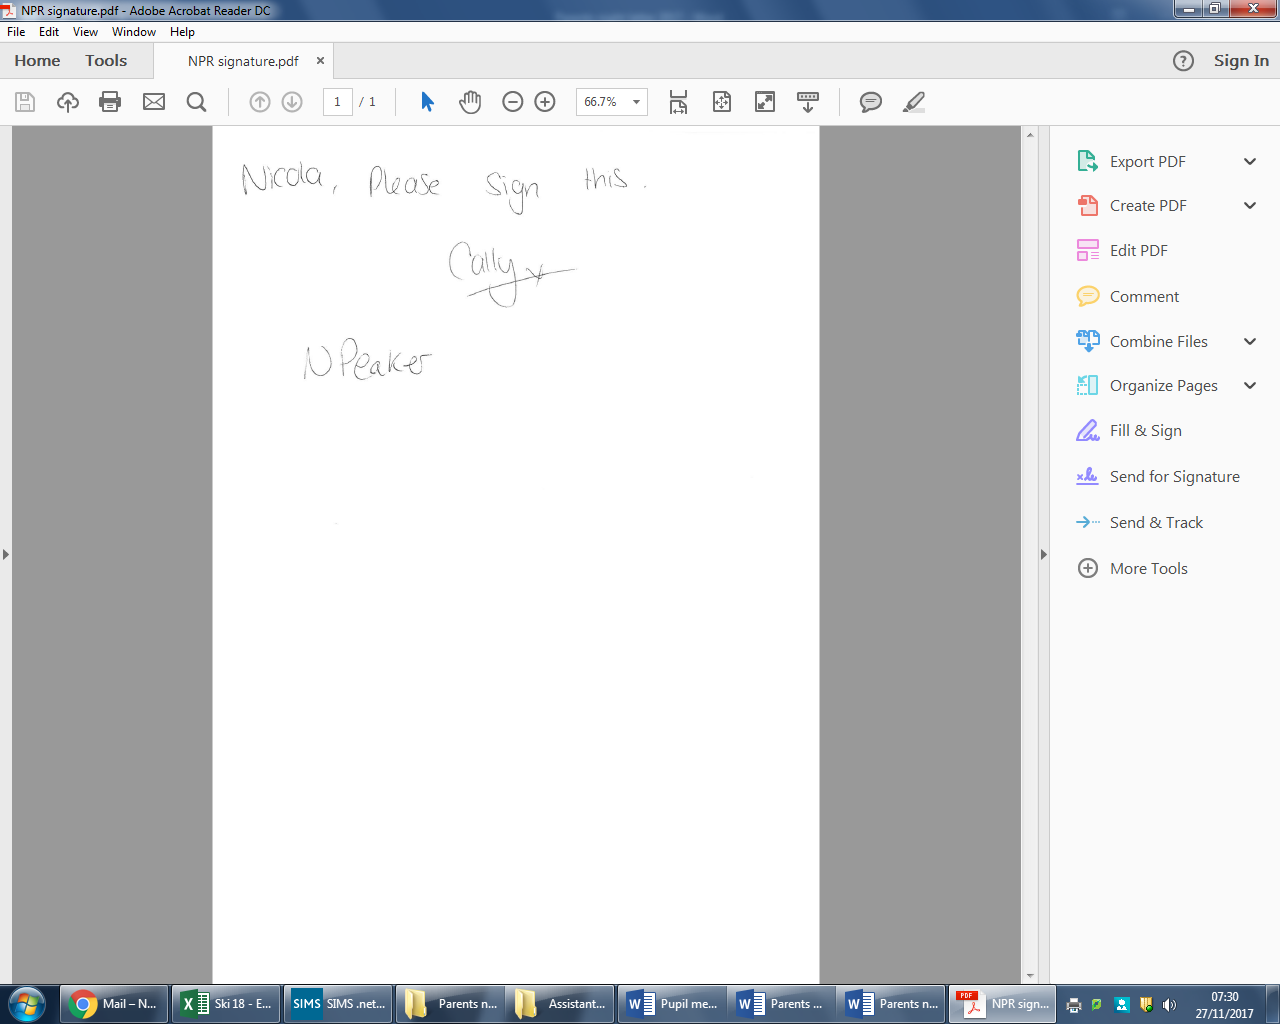 NPR signature.pdf - Adobe Acrobat Reader DC
File Edit View Window Help
Home Tools NPR signature.pdf × Sign In
1 / 1 66.7%
Nicola, Please sign this.
Cally x
N Peaker
Export PDF
Create PDF
Edit PDF
Comment
Combine Files
Organize Pages
Fill & Sign
Send for Signature
Send & Track
More Tools
Mail – N... Ski 18 - E... SIMS SIMS .net... Parents n... Assistant... Pupil me... Parents ... Parents n... PDF NPR sign... 07:30
27/11/2017